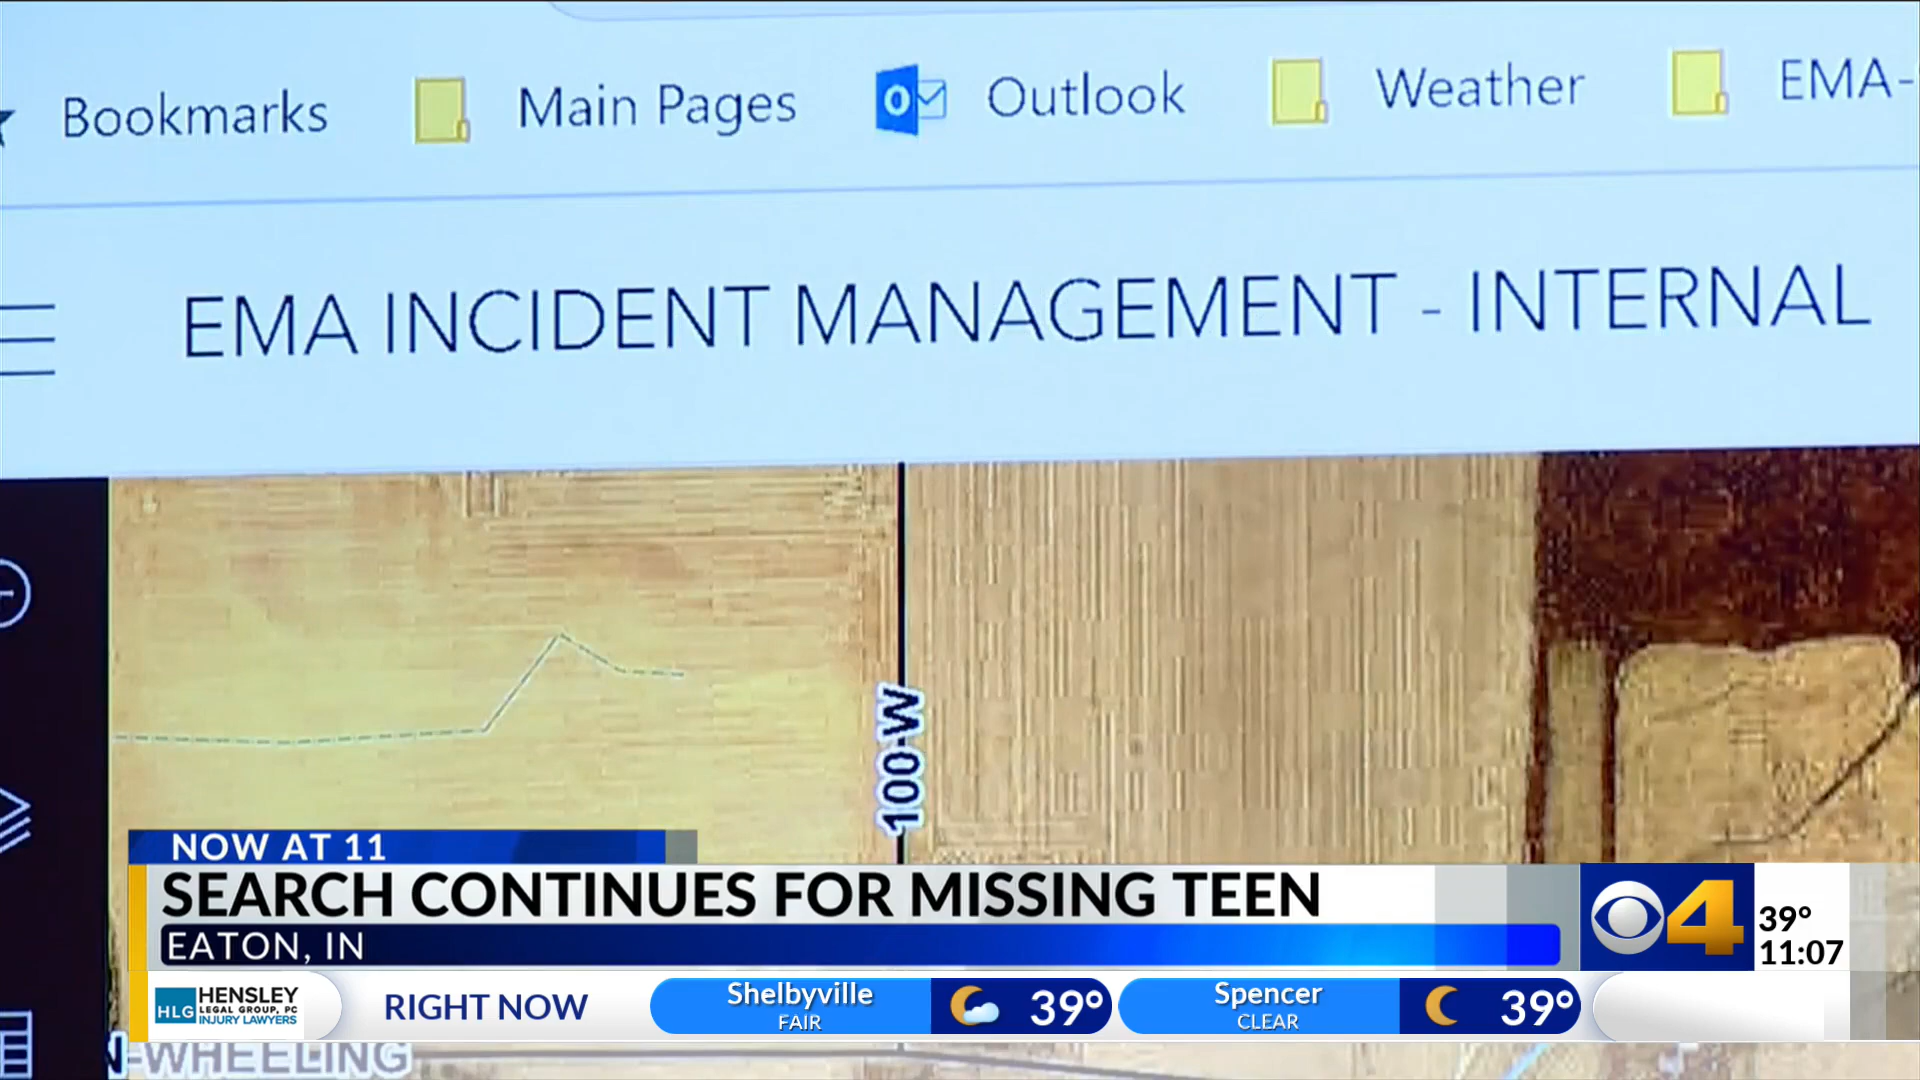 Bookmarks Main Pages Outlook Weather EMA-
EMA INCIDENT MANAGEMENT - INTERNAL
100-W
NOW AT 11
SEARCH CONTINUES FOR MISSING TEEN
EATON, IN
4
39°
11:07
HLG HENSLEY
LEGAL GROUP, PC
INJURY LAWYERS
RIGHT NOW
Shelbyville
FAIR
39°
Spencer
CLEAR
39°
N-WHEELING